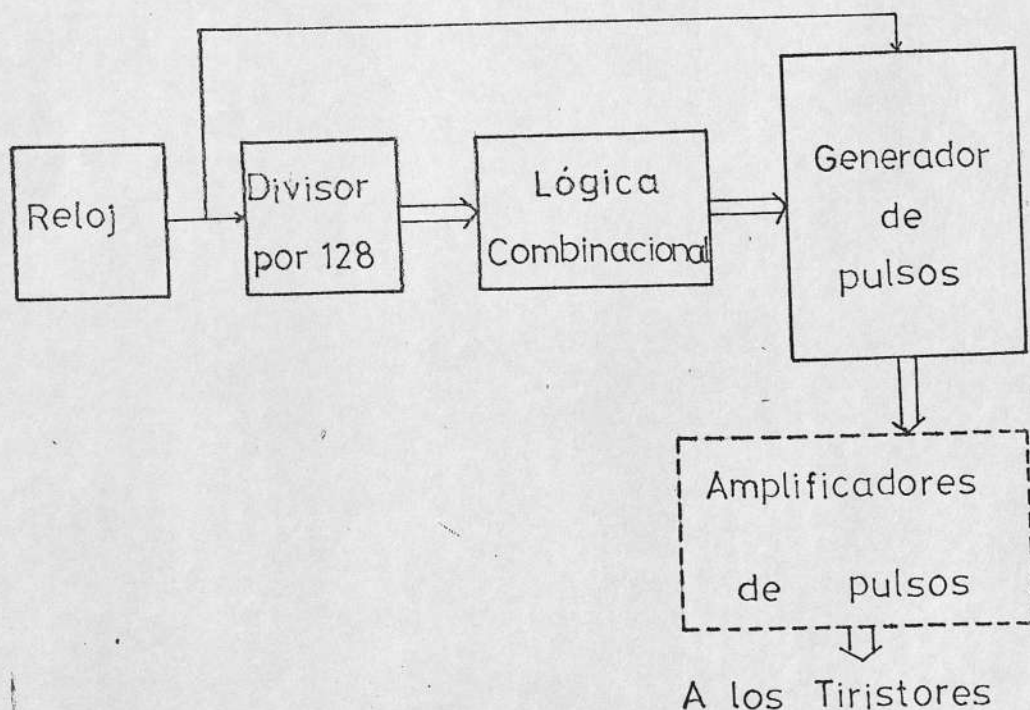 Reloj
Divisor
por 128
Lógica
Combinacional
Generador
de
pulsos
Amplificadores
de pulsos
A los Tiristores